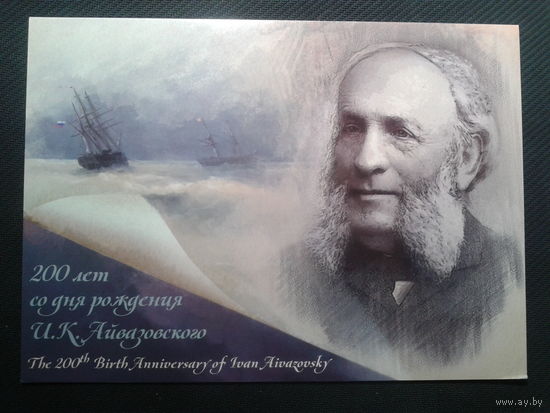 200 лет
со дня рождения
И.К. Айвазовского
The 200th Birth Anniversary of Ivan Aivazovsky
www.ay.by